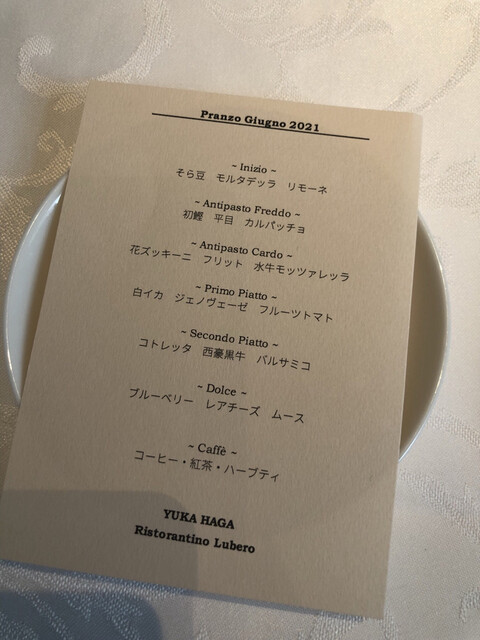 Pranzo Giugno 2021
~ Inizio ~
そら豆　モルタデッラ　リモーネ
~ Antipasto Freddo ~
初鰹　平目　カルパッチョ
~ Antipasto Cardo ~
花ズッキーニ　フリット　水牛モッツァレッラ
~ Primo Piatto ~
白イカ　ジェノヴェーゼ　フルーツトマト
~ Secondo Piatto ~
コトレッタ　西豪黒牛　バルサミコ
~ Dolce ~
ブルーベリー　レアチーズ　ムース
~ Caffè ~
コーヒー・紅茶・ハーブティ
YUKA HAGA
Ristorantino Lubero